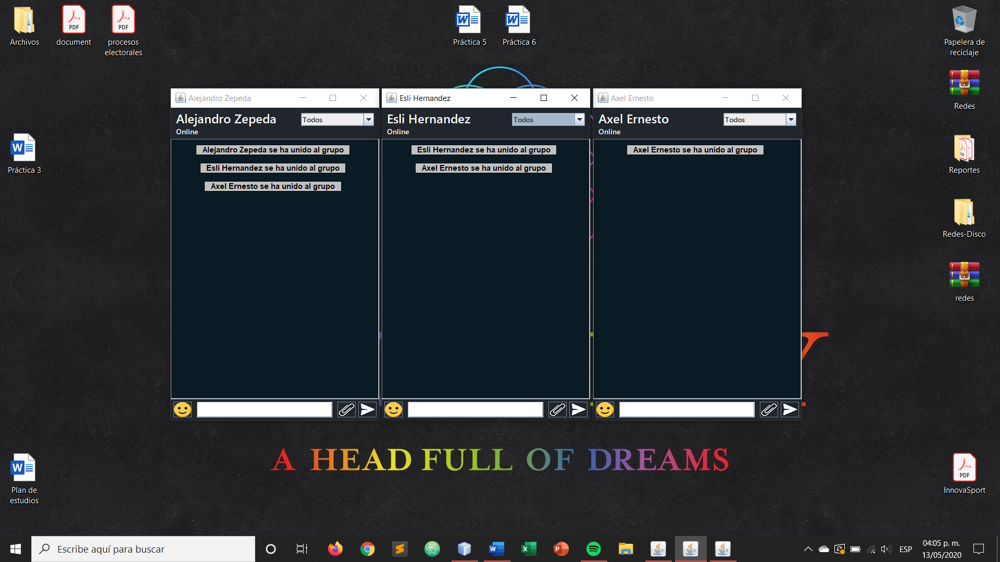 Archivos
document
procesos
electorales
Práctica 5
Práctica 6
Papelera de
reciclaje
Redes
Práctica 3
Reportes
Redes-Disco
redes
Plan de
estudios
InnovaSport
Alejandro Zepeda
Alejandro Zepeda
Todos
Online
Alejandro Zepeda se ha unido al grupo
Esli Hernandez se ha unido al grupo
Axel Ernesto se ha unido al grupo
Esli Hernandez
Esli Hernandez
Todos
Online
Esli Hernandez se ha unido al grupo
Axel Ernesto se ha unido al grupo
Axel Ernesto
Axel Ernesto
Todos
Online
Axel Ernesto se ha unido al grupo
A HEAD FULL OF DREAMS
Escribe aquí para buscar
ESP
04:05 p. m.
13/05/2020